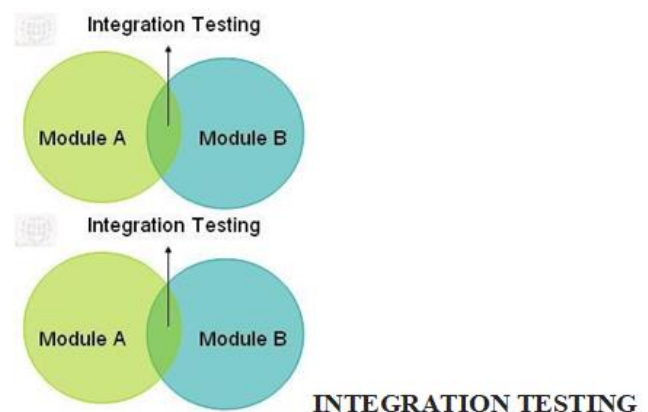 Integration Testing
Module A Module B
Integration Testing
Module A Module B
INTEGRATION TESTING